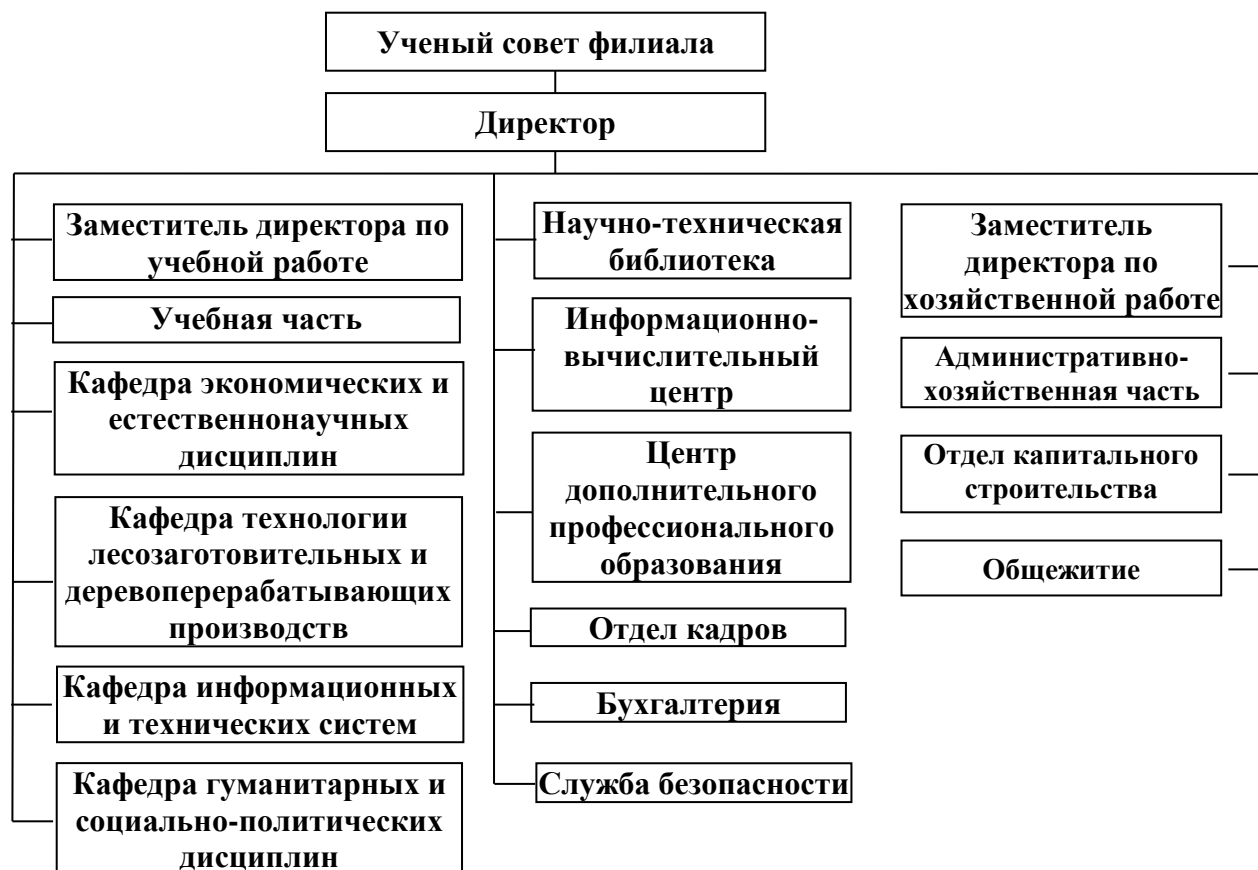 Ученый совет филиала
Директор
Заместитель директора по
учебной работе
Учебная часть
Кафедра экономических и
естественнонаучных
дисциплин
Кафедра технологии
лесозаготовительных и
деревоперерабатывающих
производств
Кафедра информационных
и технических систем
Кафедра гуманитарных и
социально-политических
дисциплин
Научно-техническая
библиотека
Информационно-
вычислительный
центр
Центр
дополнительного
профессионального
образования
Отдел кадров
Бухгалтерия
Служба безопасности
Заместитель
директора по
хозяйственной работе
Административно-
хозяйственная часть
Отдел капитального
строительства
Общежитие